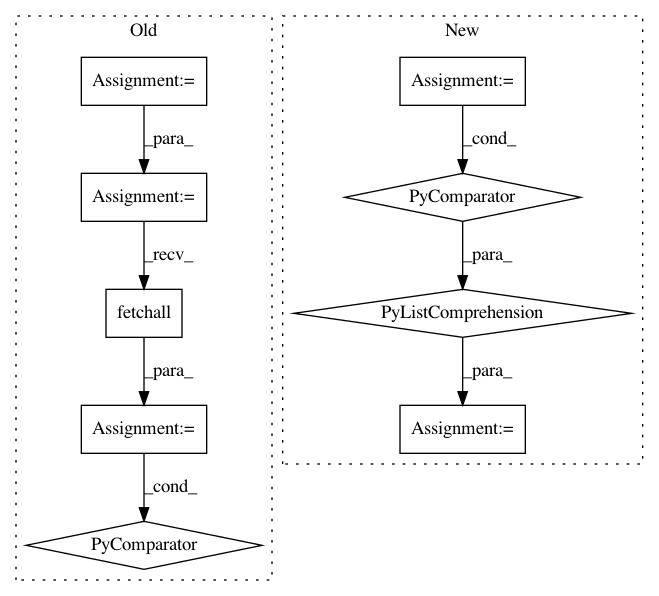 Old
Assignment:=
_para_
Assignment:=
_recv_
fetchall
_para_
Assignment:=
_cond_
PyComparator
New
Assignment:=
_cond_
PyComparator
_para_
PyListComprehension
_para_
Assignment:=